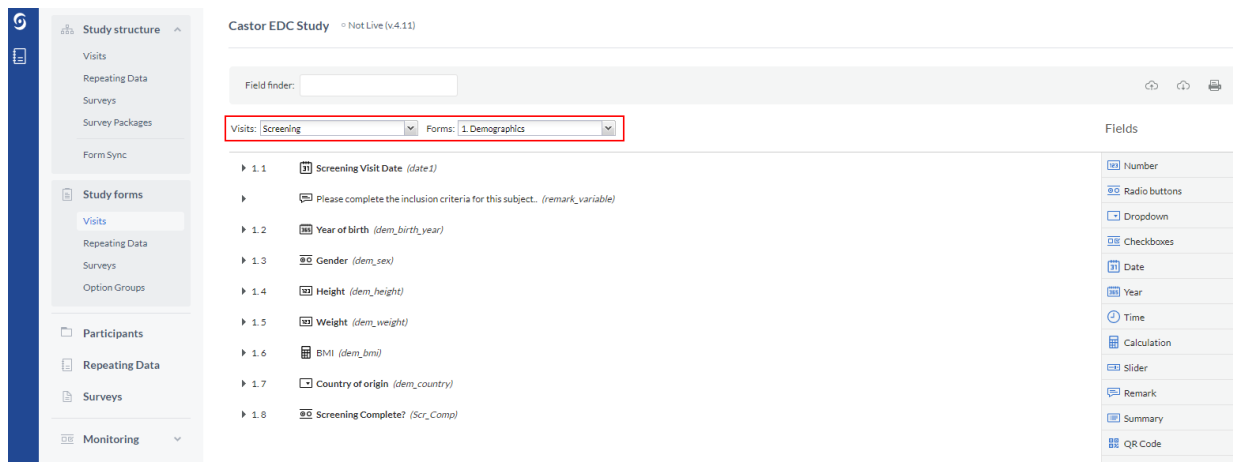 Study structure
Visits
Repeating Data
Surveys
Survey Packages
Form Sync
Study forms
Visits
Repeating Data
Surveys
Option Groups
Participants
Repeating Data
Surveys
Monitoring
Castor EDC Study Not Live (v.4.11)
Field finder:
Visits: Screening Forms: 1. Demographics
1.1 Screening Visit Date (date1)
Please complete the inclusion criteria for this subject.. (remark_variable)
1.2 Year of birth (dem_birth_year)
1.3 Gender (dem_sex)
1.4 Height (dem_height)
1.5 Weight (dem_weight)
1.6 BMI (dem_bmi)
1.7 Country of origin (dem_country)
1.8 Screening Complete? (Scr_Comp)
Fields
Number
Radio buttons
Dropdown
Checkboxes
Date
Year
Time
Calculation
Slider
Remark
Summary
QR Code